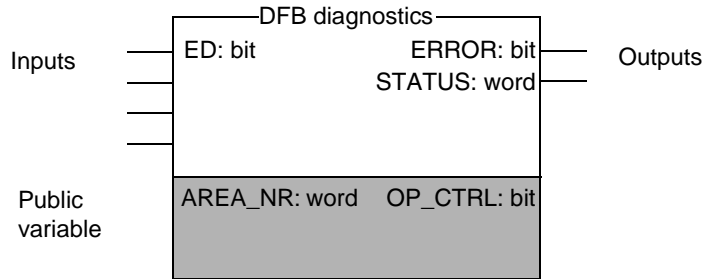 DFB diagnostics
Inputs
ED: bit
ERROR: bit
Outputs
STATUS: word
Public
variable
AREA_NR: word
OP_CTRL: bit